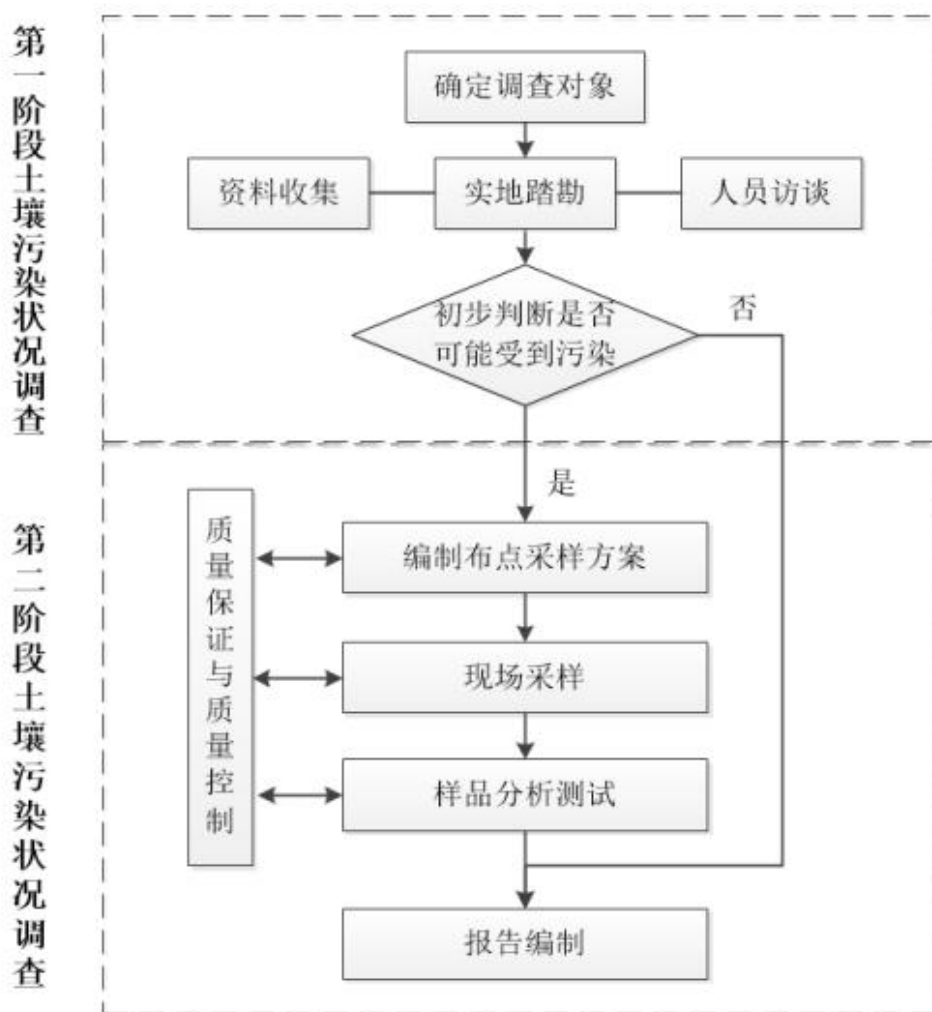 第一阶段土壤污染状况调查
确定调查对象
资料收集
实地踏勘
人员访谈
初步判断是否
可能受到污染
否
是
第二阶段土壤污染状况调查
质量保证与质量控制
编制布点采样方案
现场采样
样品分析测试
报告编制